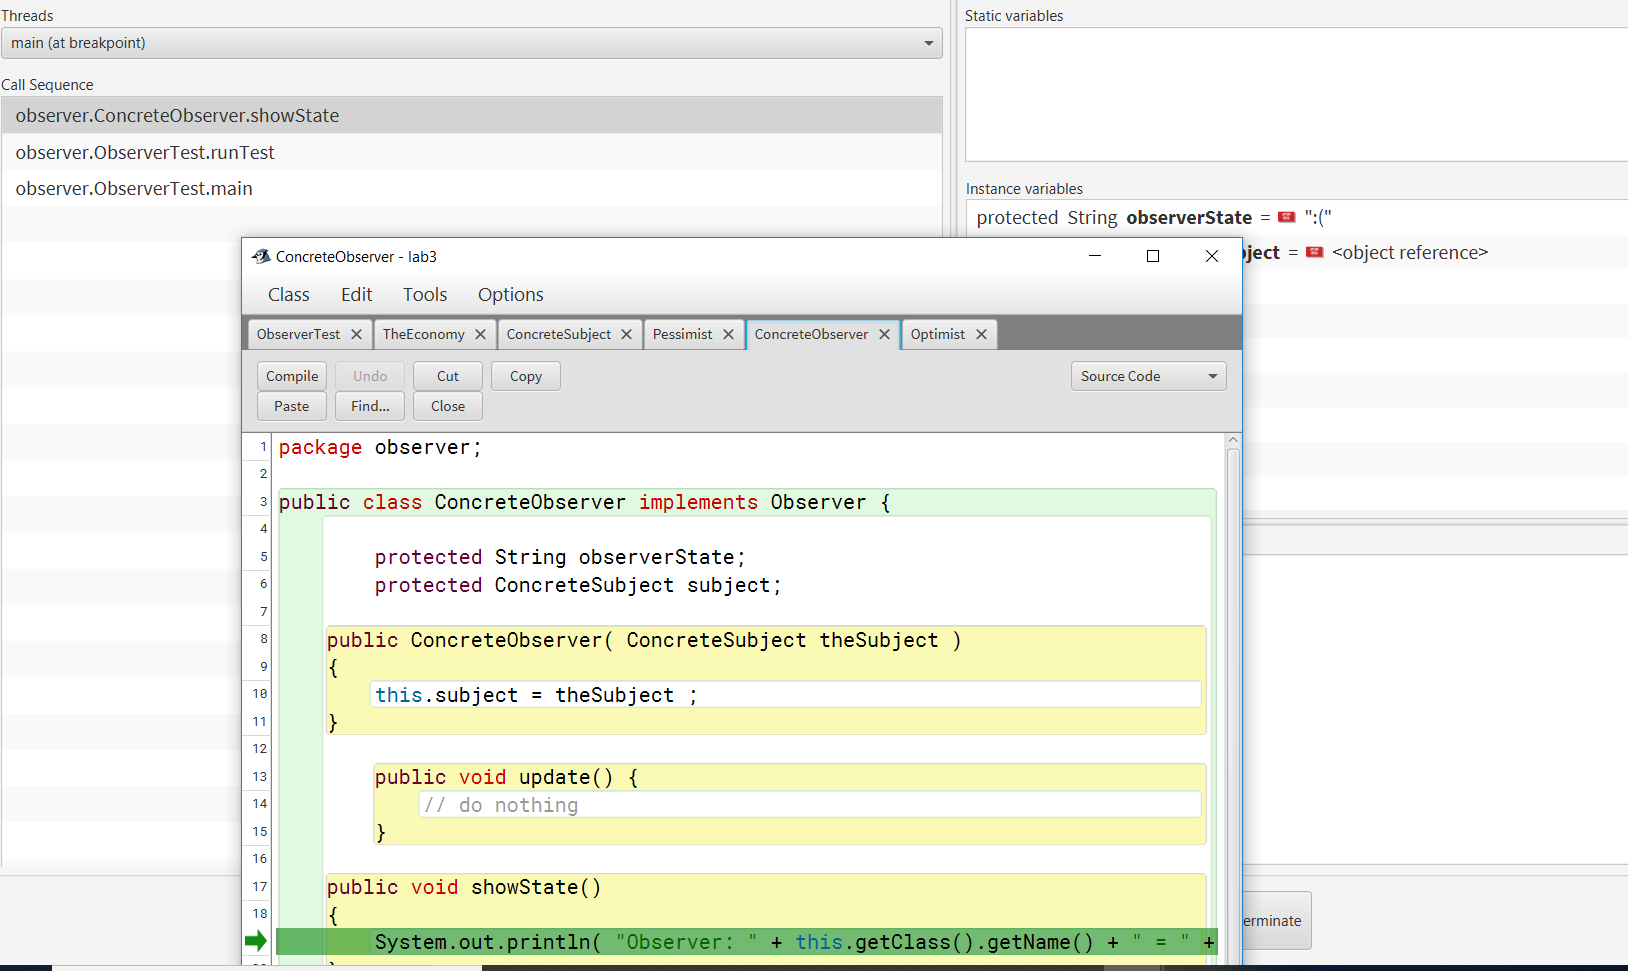 Threads
main (at breakpoint)
Call Sequence
observer.ConcreteObserver.showState
observer.ObserverTest.runTest
observer.ObserverTest.main
Static variables
Instance variables
protected String observerState = ":("
ject = <object reference>
ConcreteObserver - lab3
Class Edit Tools Options
ObserverTest TheEconomy ConcreteSubject Pessimist ConcreteObserver Optimist
Compile Undo Cut Copy
Paste Find... Close
Source Code
1 package observer;
2
3 public class ConcreteObserver implements Observer {
4
5 protected String observerState;
6 protected ConcreteSubject subject;
7
8 public ConcreteObserver( ConcreteSubject theSubject )
9 {
10 this.subject = theSubject ;
11 }
12
13 public void update() {
14 // do nothing
15 }
16
17 public void showState()
18 {
System.out.println( "Observer: " + this.getClass().getName() + " = " +
erminate